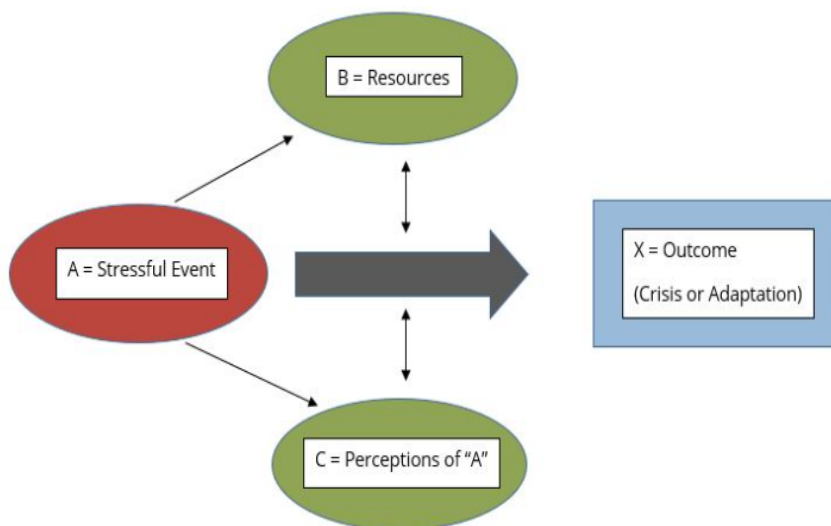 B = Resources
A = Stressful Event
X = Outcome
(Crisis or Adaptation)
C = Perceptions of “A”